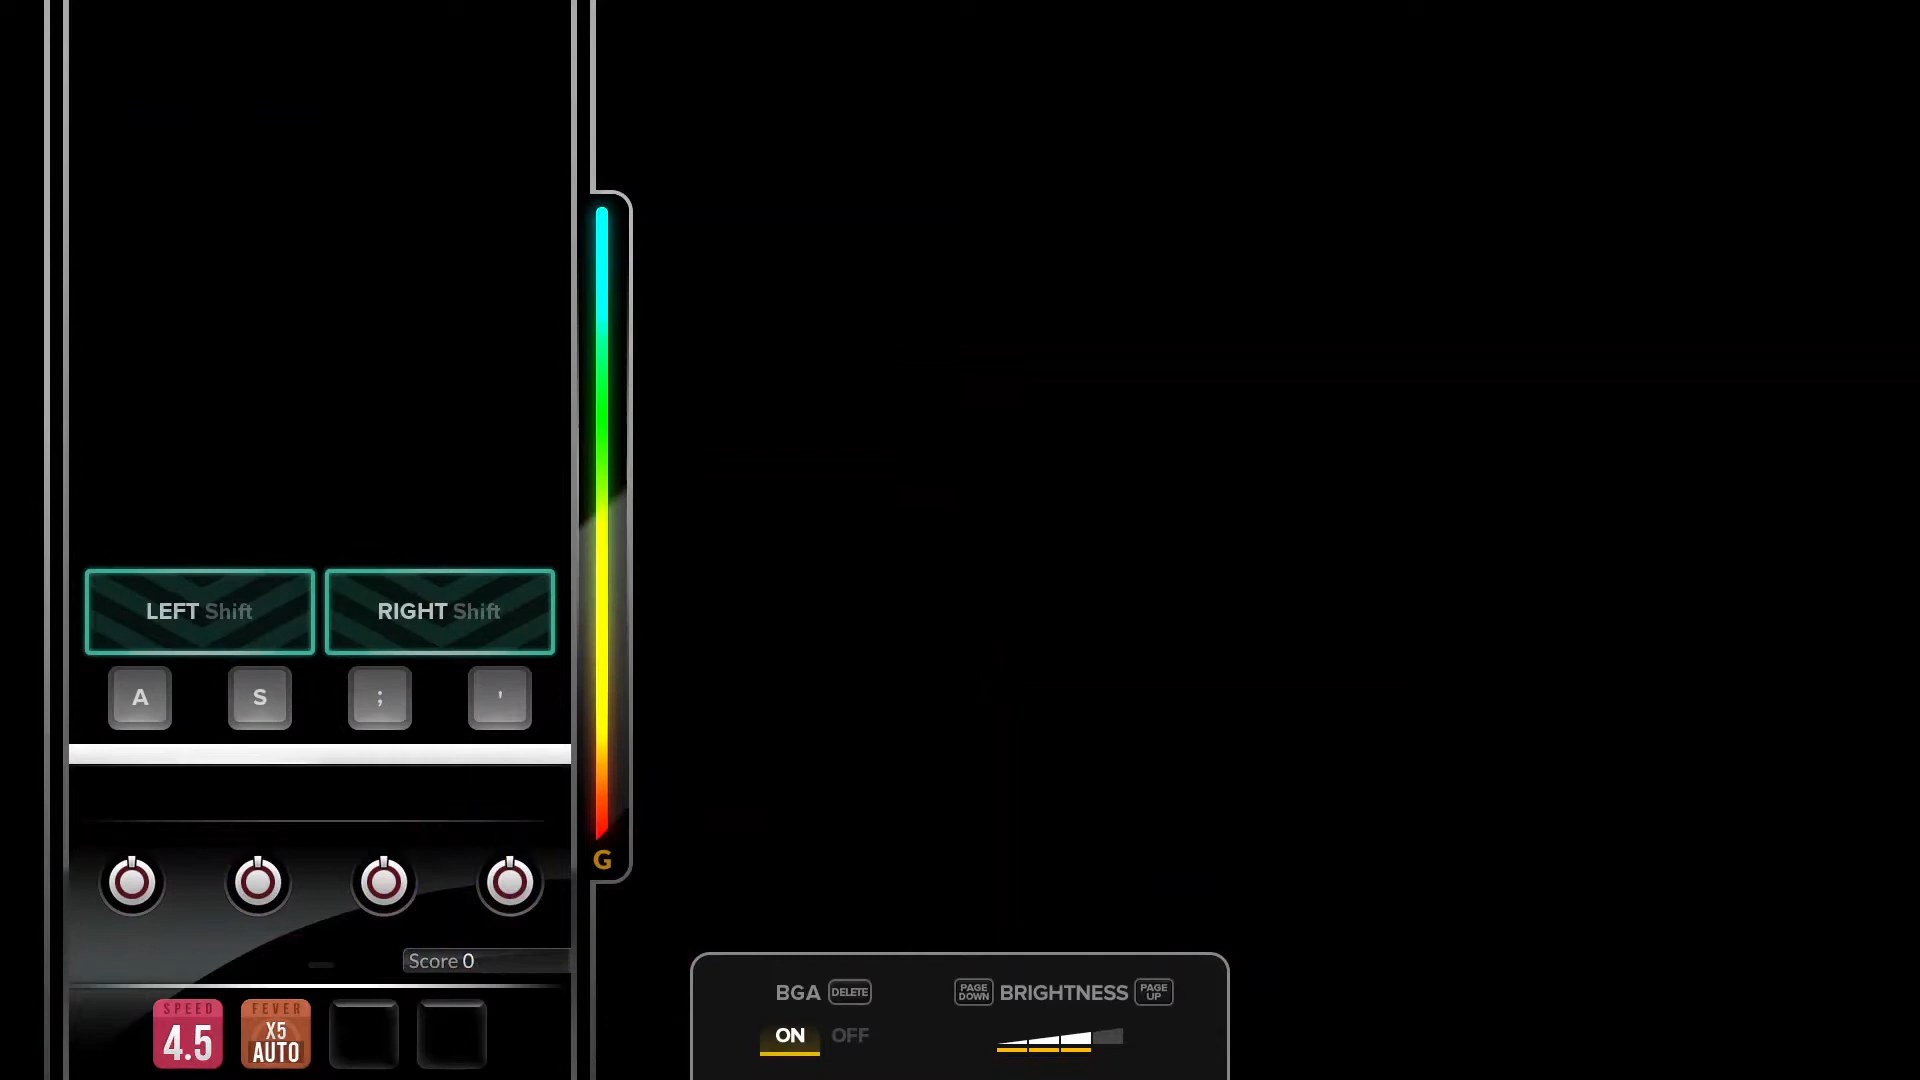 LEFT Shift
RIGHT Shift
A
S
;
'
G
Score 0
SPEED
4.5
FEVER
X5
AUTO
BGA DELETE
ON OFF
PAGE DOWN BRIGHTNESS PAGE UP